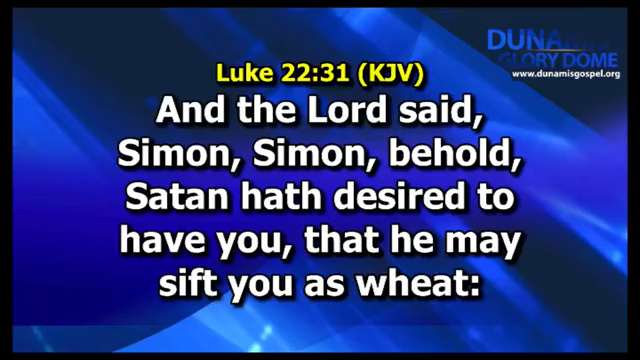 DUNAMIS
GLORY DOME
www.dunamisgospel.org
Luke 22:31 (KJV)
And the Lord said,
Simon, Simon, behold,
Satan hath desired to
have you, that he may
sift you as wheat: